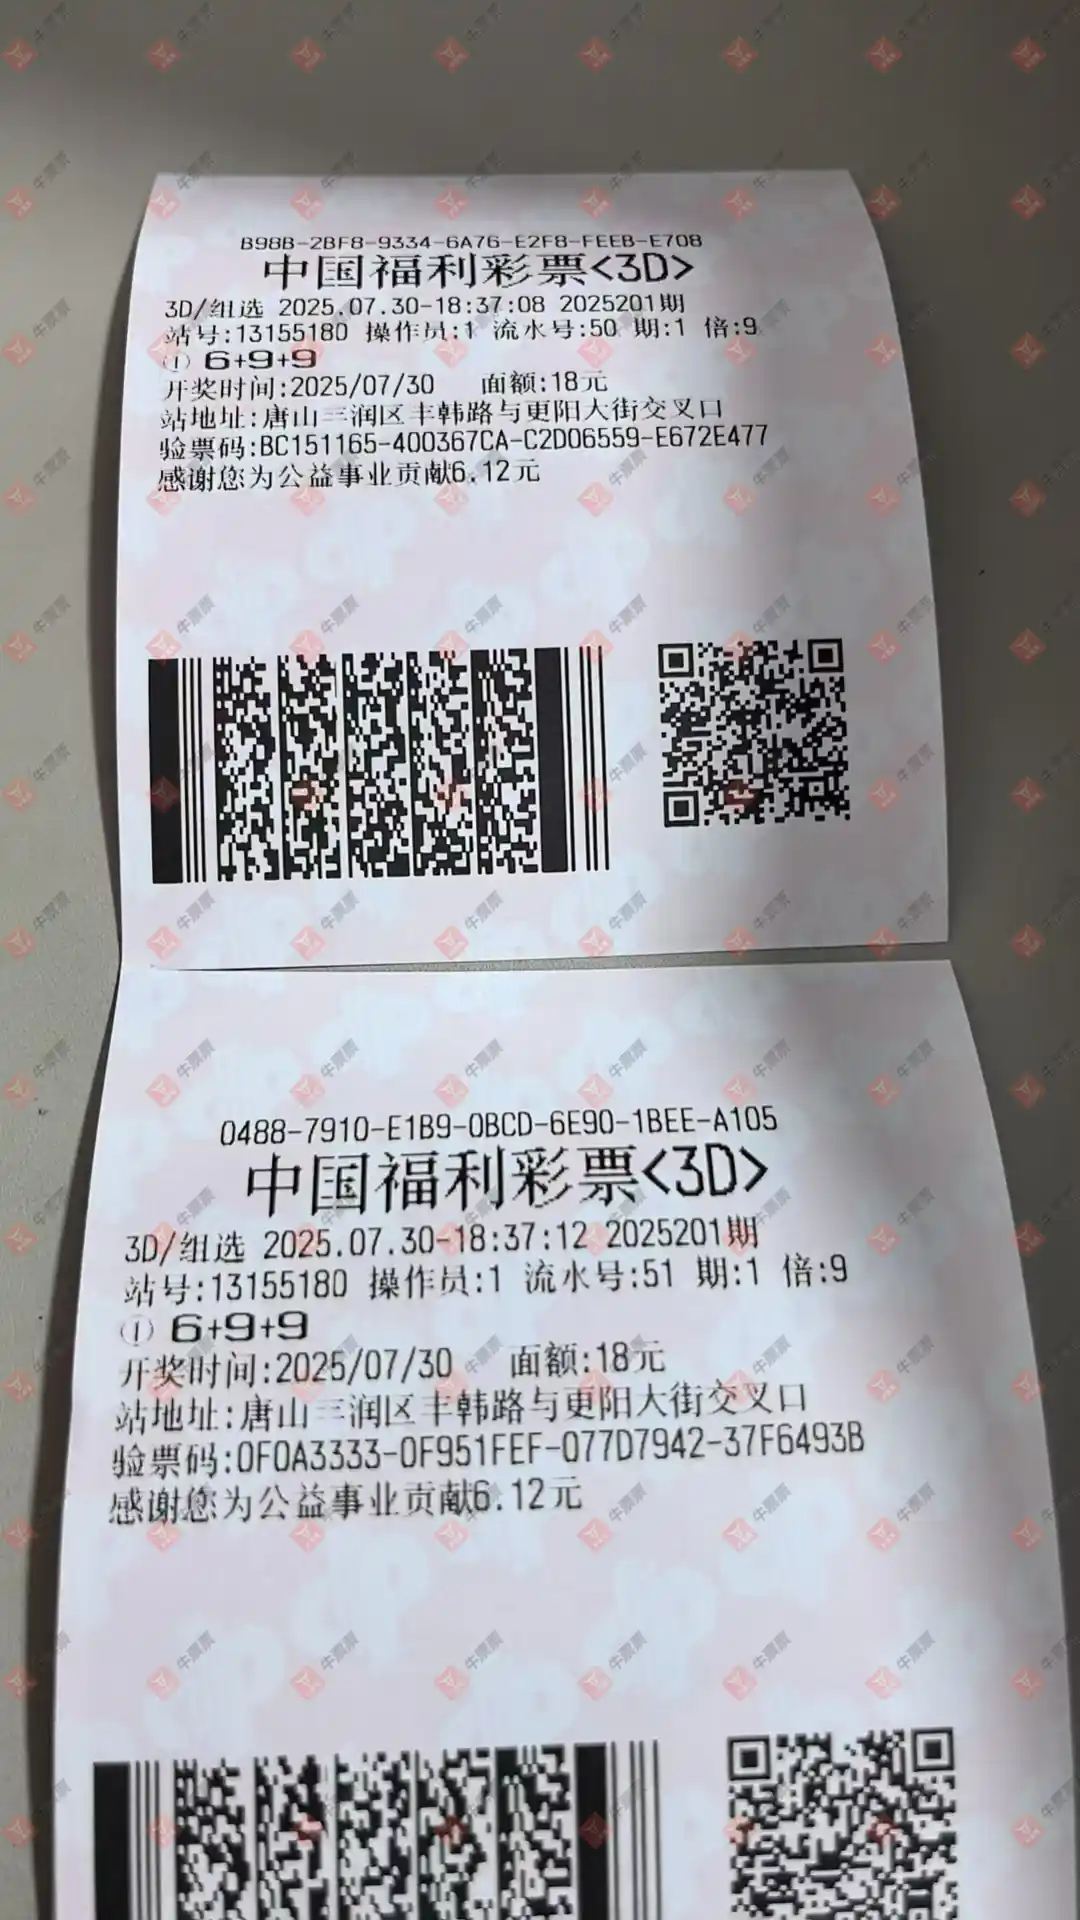 B98B-2BF8-9334-6A76-E2F8-FEEB-E708
中国福利彩票<3D>
3D/组选 2025.07.30-18:37:08 2025201期
站号:13155180 操作员:1 流水号:50 期:1 倍:9
① 6+9+9
开奖时间:2025/07/30 面额:18元
站地址:唐山三润区丰韩路与更阳大街交叉口
验票码:BC151165-400367CA-C2D06559-E672E477
感谢您为公益事业贡献6.12元
0488-7910-E1B9-0BCD-6E90-1BEE-A105
中国福利彩票<3D>
3D/组选 2025.07.30-18:37:12 2025201期
站号:13155180 操作员:1 流水号:51 期:1 倍:9
① 6+9+9
开奖时间:2025/07/30 面额:18元
站地址:唐山三润区丰韩路与更阳大街交叉口
验票码:0F0A3333-0F951FEF-077D7942-37F6493B
感谢您为公益事业贡献6.12元
牛票票